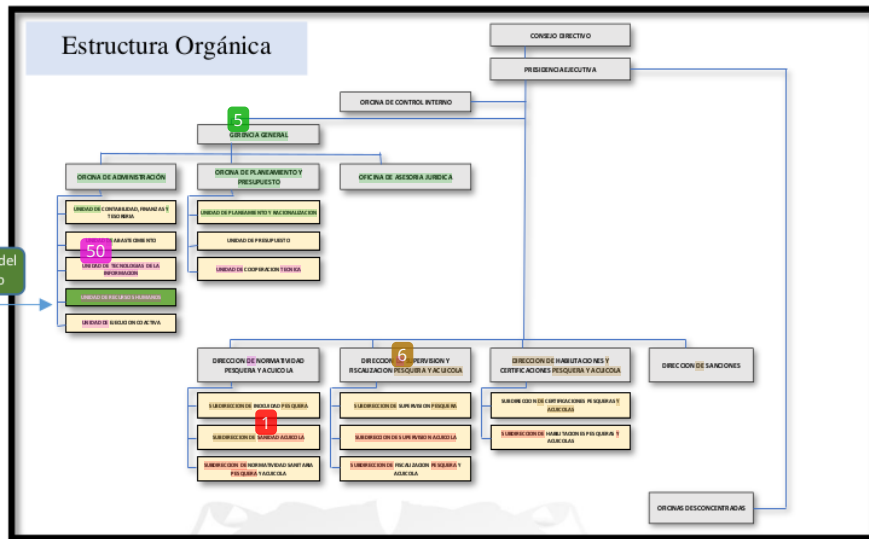 Estructura Orgánica
CONSEJO DIRECTIVO
PRESIDENCIA EJECUTIVA
OFICINA DE CONTROL INTERNO
5
GERENCIA GENERAL
OFICINA DE ADMINISTRACIÓN
OFICINA DE PLANEAMIENTO Y
PRESUPUESTO
OFICINA DE ASESORIA JURIDICA
UNIDAD DE CONTABILIDAD, FINANZAS Y
TESORERIA
ABASTECIMIENTO
50
UNIDAD DE TECNOLOGIAS DE LA
INFORMACION
UNIDAD DE RECURSOS HUMANOS
UNIDAD DE EJECUCION COACTIVA
UNIDAD DE PLANEAMIENTO Y RACIONALIZACION
UNIDAD DE PRESUPUESTO
UNIDAD DE COOPERACION TECNICA
del
o
DIRECCION DE NORMATIVIDAD
PESQUERA Y ACUICOLA
DIRECCION
6
FISCALIZACION PESQUERA Y ACUICOLA
DIRECCION DE HABILITACIONES Y
CERTIFICACIONES PESQUERA Y ACUICOLA
DIRECCION DE SANCIONES
SUBDIRECCION DE INOCUIDAD PESQUERA
1
SUBDIRECCION DE SANIDAD ACUICOLA
SUBDIRECCION DE NORMATIVIDAD SANITARIA
PESQUERA Y ACUICOLA
SUBDIRECCION DE SUPERVISION PESQUERA
SUBDIRECCION DE SUPERVISION ACUICOLA
SUBDIRECCION DE FISCALIZACION PESQUERA Y
ACUICOLA
SUBDIRECCION DE CERTIFICACIONES PESQUERAS Y
ACUICOLAS
SUBDIRECCION DE HABILITACIONES PESQUERAS Y
ACUICOLAS
OFICINAS DESCONCENTRADAS